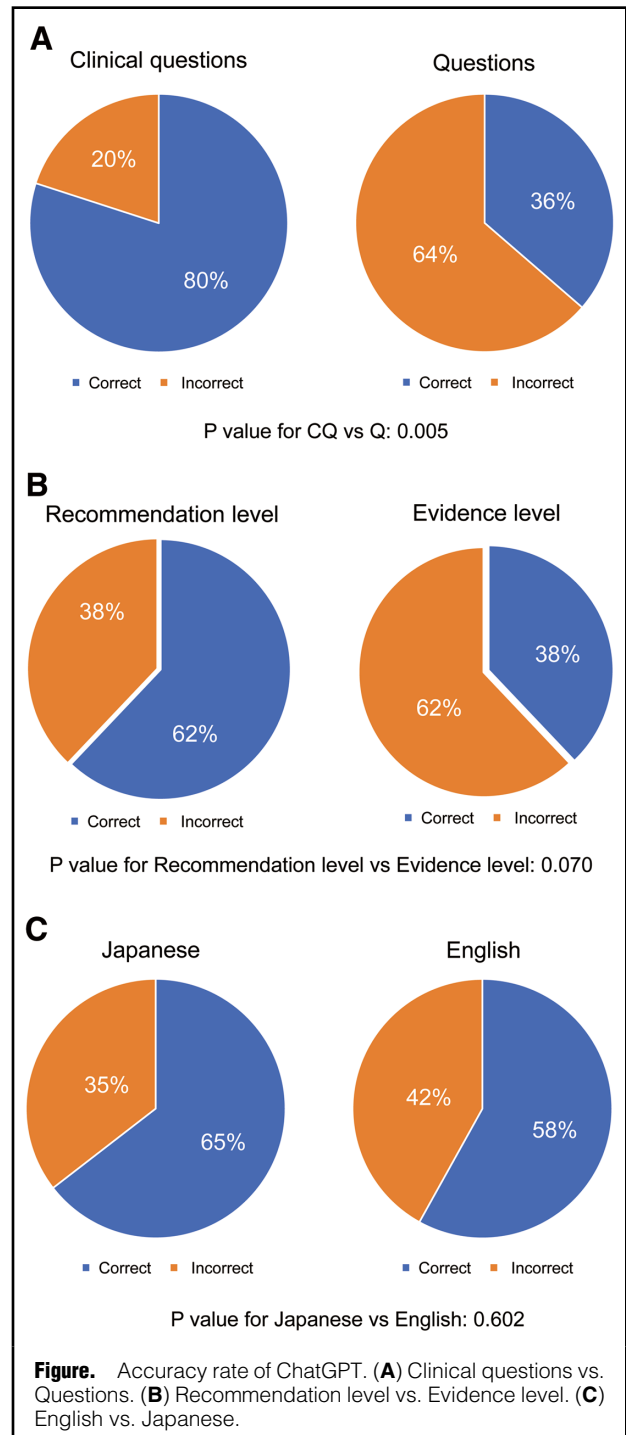 A
Clinical questions
Questions
20%
80%
36%
64%
Correct Incorrect
Correct Incorrect
P value for CQ vs Q: 0.005
B
Recommendation level
Evidence level
38%
62%
38%
62%
Correct Incorrect
Correct Incorrect
P value for Recommendation level vs Evidence level: 0.070
C
Japanese
English
35%
65%
42%
58%
Correct Incorrect
Correct Incorrect
P value for Japanese vs English: 0.602
Figure. Accuracy rate of ChatGPT. (A) Clinical questions vs.
Questions. (B) Recommendation level vs. Evidence level. (C)
English vs. Japanese.